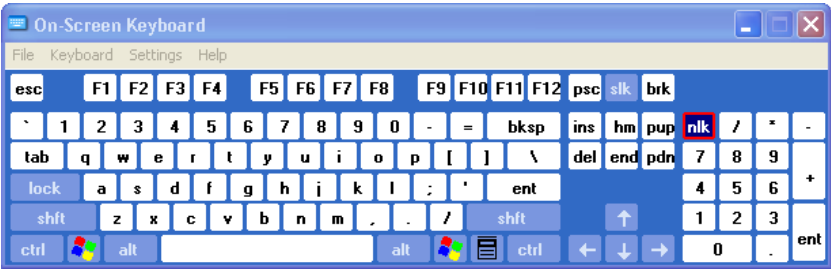 On-Screen Keyboard
File Keyboard Settings Help
esc F1 F2 F3 F4 F5 F6 F7 F8 F9 F10 F11 F12 psc slk brk
` 1 2 3 4 5 6 7 8 9 0 - = bksp ins hm pup nlk / * -
tab q w e r t y u i o p [ ] \ del end pdn 7 8 9 +
lock a s d f g h j k l ; ' ent 4 5 6
shft z x c v b n m , . / shft ↑ 1 2 3 ent
ctrl alt alt ctrl ← ↓ → 0 .